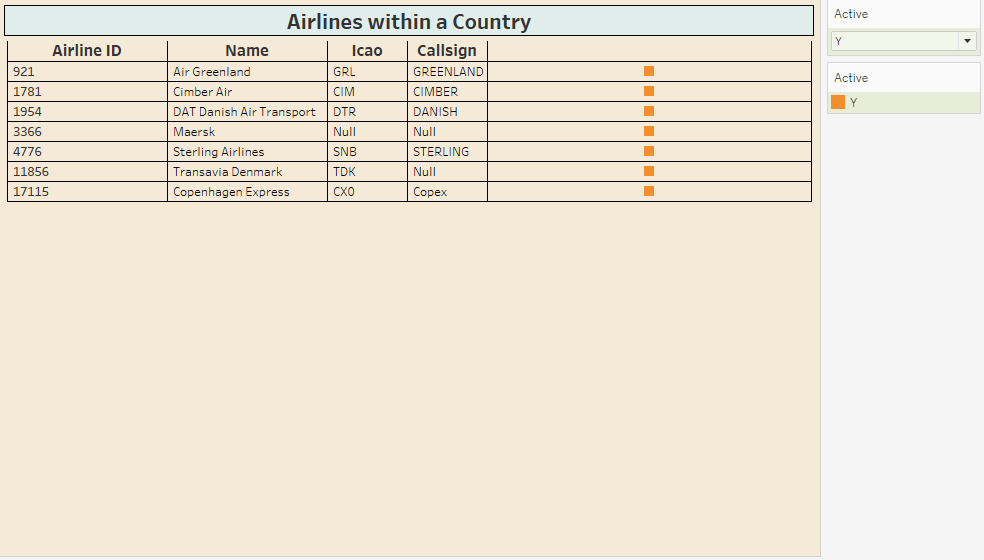 Airlines within a Country
Airline ID Name Icao Callsign
921 Air Greenland GRL GREENLAND
1781 Cimber Air CIM CIMBER
1954 DAT Danish Air Transport DTR DANISH
3366 Maersk Null Null
4776 Sterling Airlines SNB STERLING
11856 Transavia Denmark TDK Null
17115 Copenhagen Express CX0 Copex
Active
Y
Active
Y